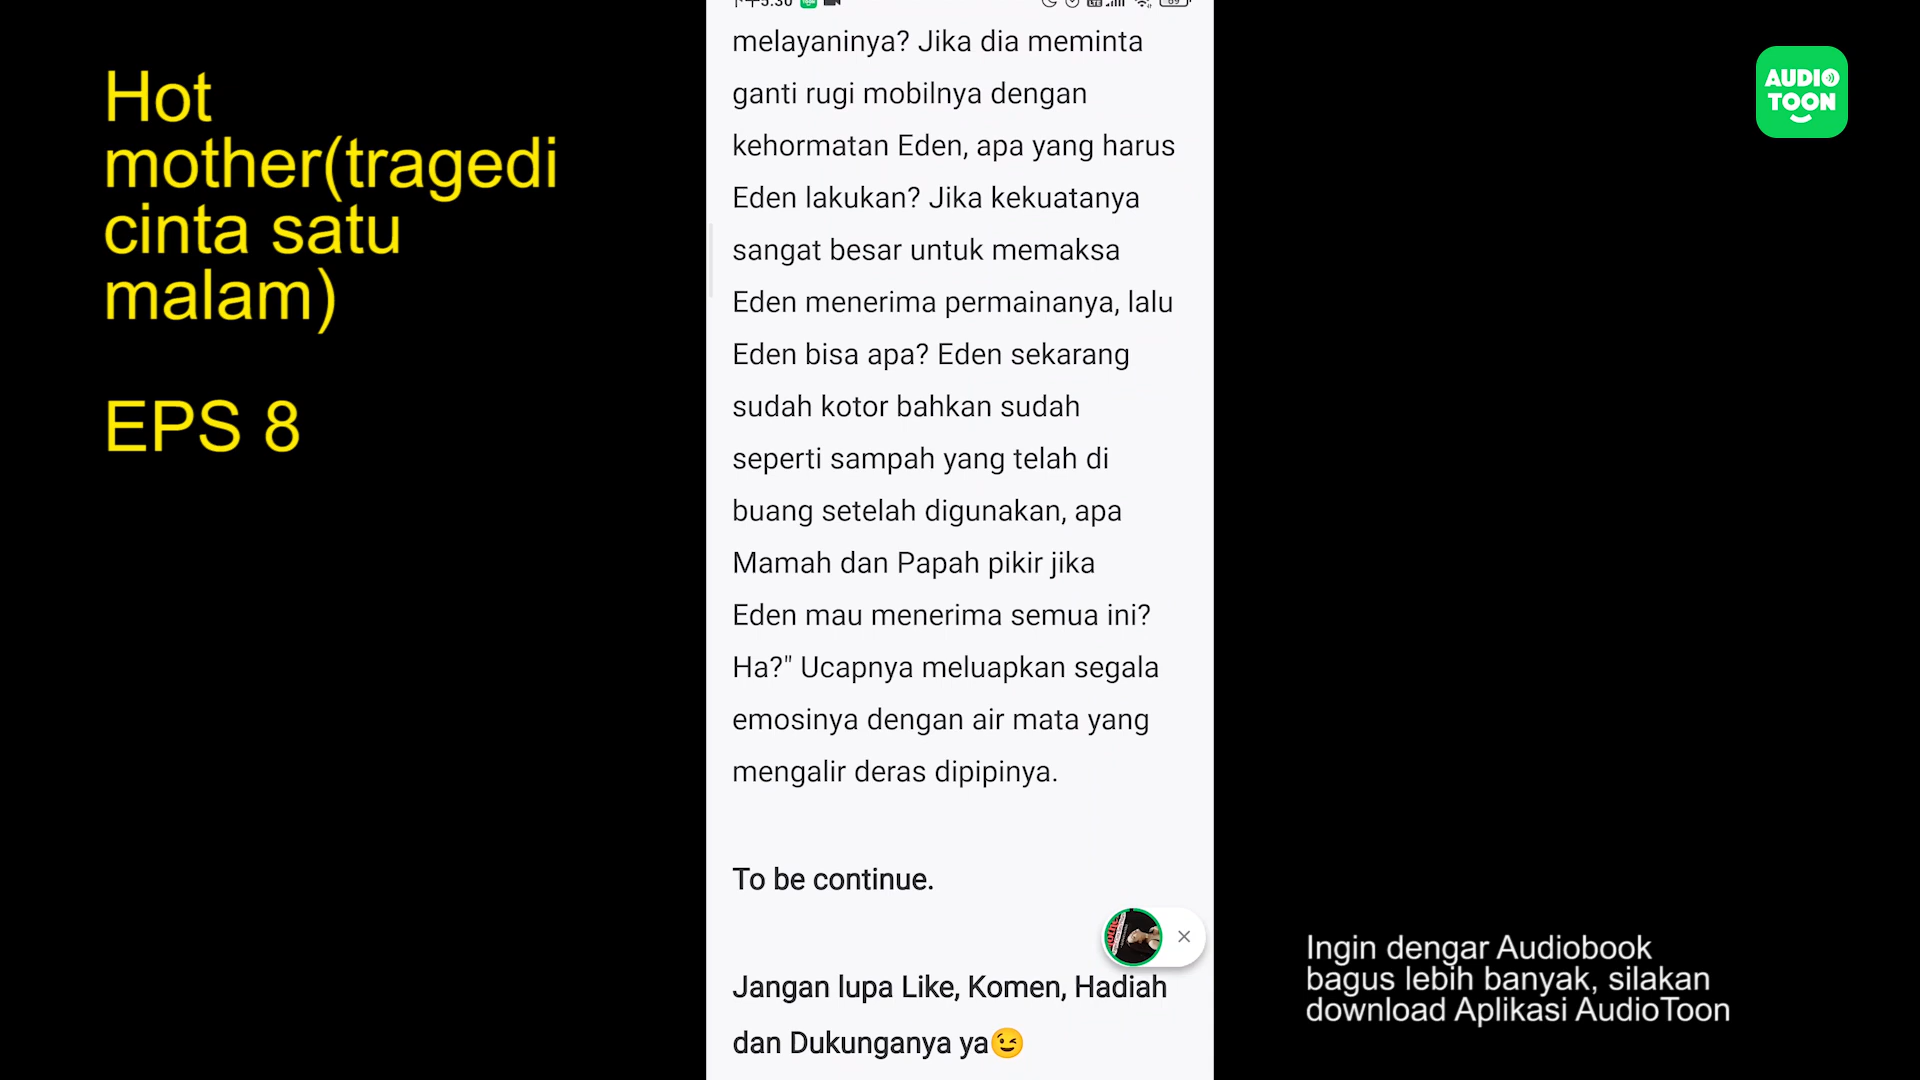 Hot
mother(tragedi
cinta satu
malam)
EPS 8
melayaninya? Jika dia meminta
ganti rugi mobilnya dengan
kehormatan Eden, apa yang harus
Eden lakukan? Jika kekuatanya
sangat besar untuk memaksa
Eden menerima permainanya, lalu
Eden bisa apa? Eden sekarang
sudah kotor bahkan sudah
seperti sampah yang telah di
buang setelah digunakan, apa
Mamah dan Papah pikir jika
Eden mau menerima semua ini?
Ha?" Ucapnya meluapkan segala
emosinya dengan air mata yang
mengalir deras dipipinya.
To be continue.
Jangan lupa Like, Komen, Hadiah
dan Dukunganya ya😉
AUDIO
TOON
Ingin dengar Audiobook
bagus lebih banyak, silakan
download Aplikasi AudioToon